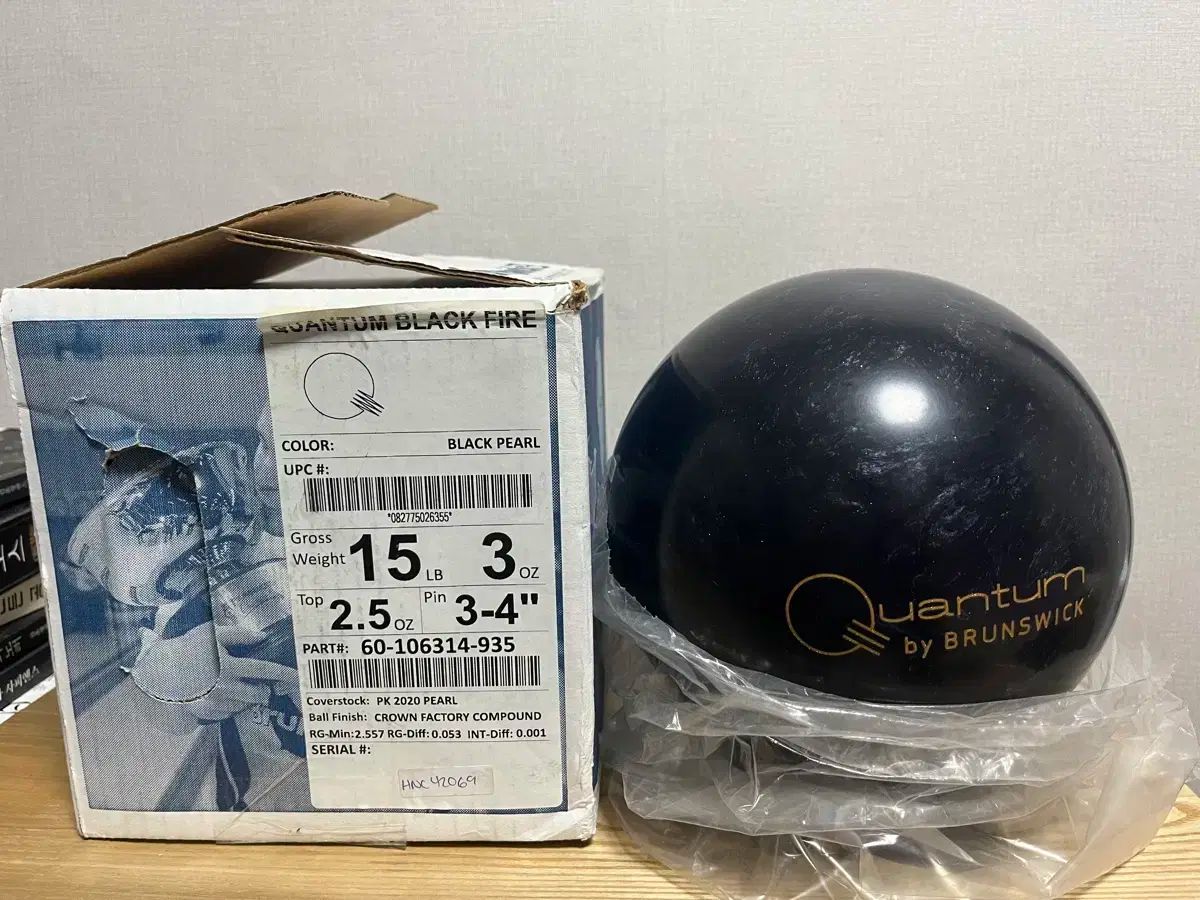 QUANTUM BLACK FIRE
COLOR: BLACK PEARL
UPC #:
*082775026355*
Gross Weight 15 LB 3 OZ
Top 2.5 OZ Pin 3-4"
PART#: 60-106314-935
Coverstock: PK 2020 PEARL
Ball Finish: CROWN FACTORY COMPOUND
RG-Min:2.557 RG-Diff: 0.053 INT-Diff: 0.001
SERIAL #:
HNC 42069
Quantum
by BRUNSWICK